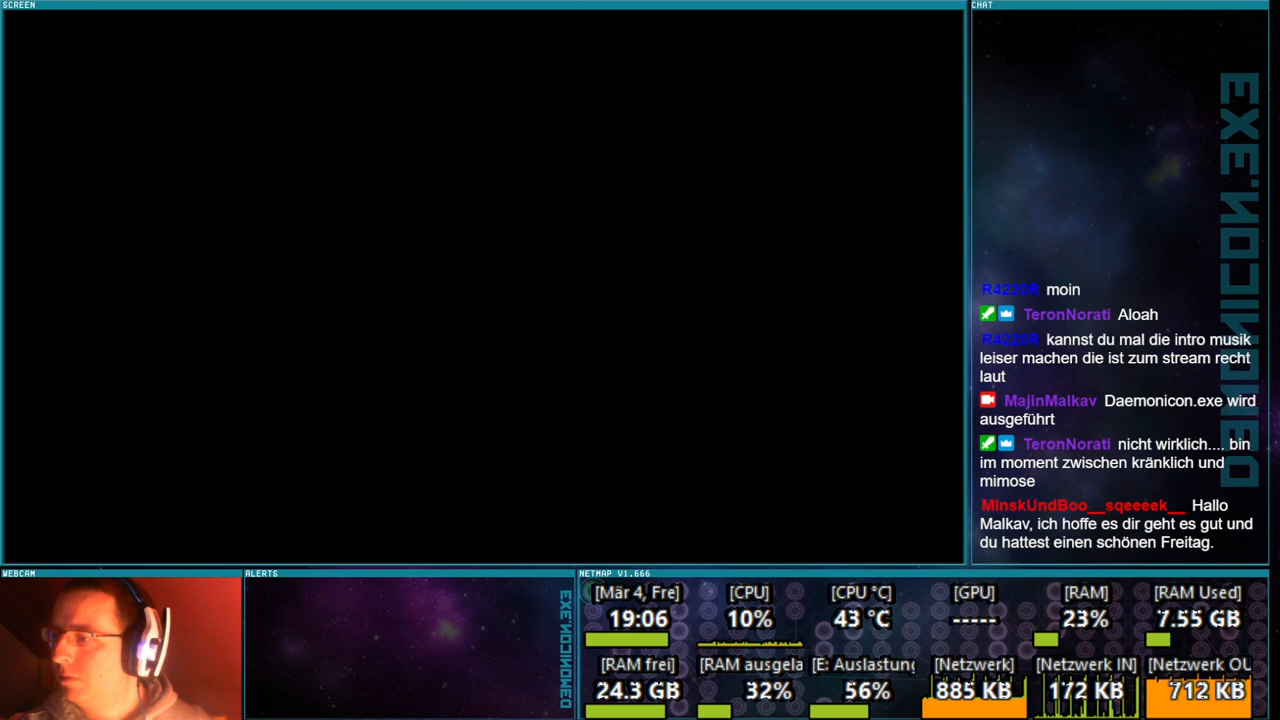 SCREEN
CHAT
R4220R moin
TeronNorati Aloah
R4220R kannst du mal die intro musik
leiser machen die ist zum stream recht
laut
MajinMalkav Daemonicon.exe wird
ausgeführt
TeronNorati nicht wirklich.... bin
im moment zwischen kränklich und
mimose
MinskUndBoo__sqeeeek__ Hallo
Malkav, ich hoffe es dir geht es gut und
du hattest einen schönen Freitag.
WEBCAM
ALERTS
NETMAP V1.666
[Mär 4, Fre] [CPU] [CPU °C] [GPU] [RAM] [RAM Used]
19:06 10% 43 °C ----- 23% 7.55 GB
[RAM frei] [RAM ausgela [E: Auslastung [Netzwerk] [Netzwerk IN] [Netzwerk OU
24.3 GB 32% 56% 885 KB 172 KB 712 KB